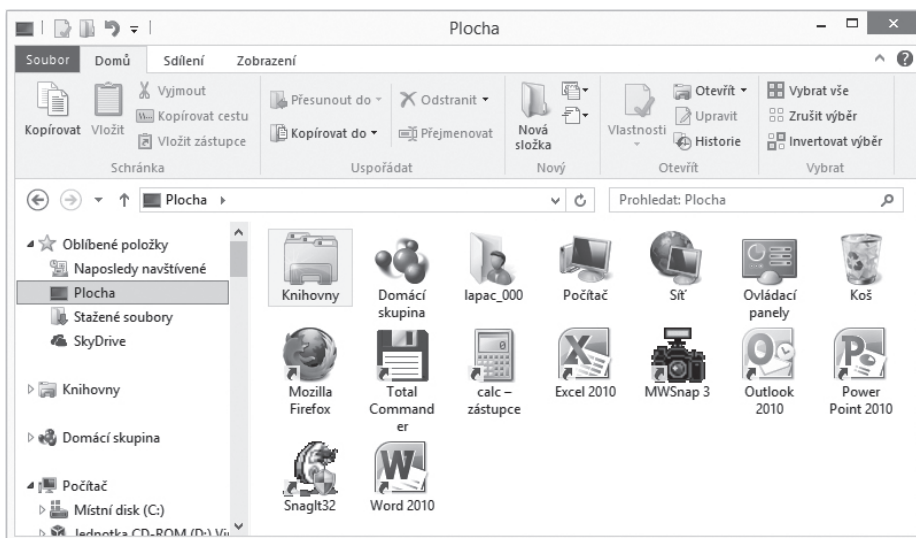 Plocha
Soubor Domů Sdílení Zobrazení
Kopírovat
Vložit
Vyjmout
Kopírovat cestu
Vložit zástupce
Schránka
Přesunout do
Kopírovat do
Odstranit
Přejmenovat
Uspořádat
Nová
složka
Nový
Vlastnosti
Otevřít
Upravit
Historie
Otevřít
Vybrat vše
Zrušit výběr
Invertovat výběr
Vybrat
Plocha
Prohledat: Plocha
Oblíbené položky
Naposledy navštívené
Plocha
Stažené soubory
SkyDrive
Knihovny
Domácí skupina
Počítač
Místní disk (C:)
Jednotka CD-ROM (D:) Vi
Knihovny
Domácí
skupina
lapac_000
Počítač
Síť
Ovládací
panely
Koš
Mozilla
Firefox
Total
Command
er
calc –
zástupce
Excel 2010
MWSnap 3
Outlook
2010
Power
Point 2010
SnagIt32
Word 2010